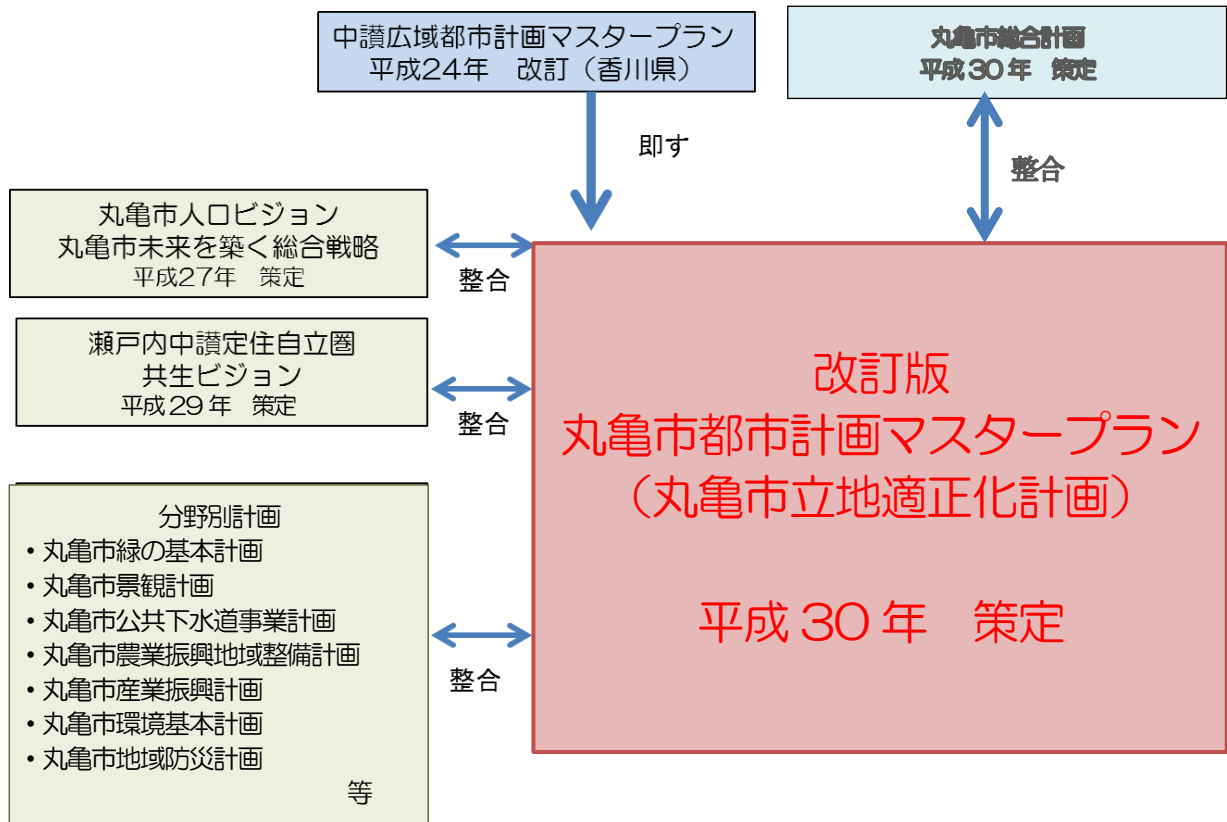 中讃広域都市計画マスタープラン
平成24年 改訂（香川県）
丸亀市総合計画
平成30年 策定
即す
整合
丸亀市人口ビジョン
丸亀市未来を築く総合戦略
平成27年 策定
整合
瀬戸内中讃定住自立圏
共生ビジョン
平成29年 策定
整合
分野別計画
・丸亀市緑の基本計画
・丸亀市景観計画
・丸亀市公共下水道事業計画
・丸亀市農業振興地域整備計画
・丸亀市産業振興計画
・丸亀市環境基本計画
・丸亀市地域防災計画
等
整合
改訂版
丸亀市都市計画マスタープラン
（丸亀市立地適正化計画）
平成30年 策定